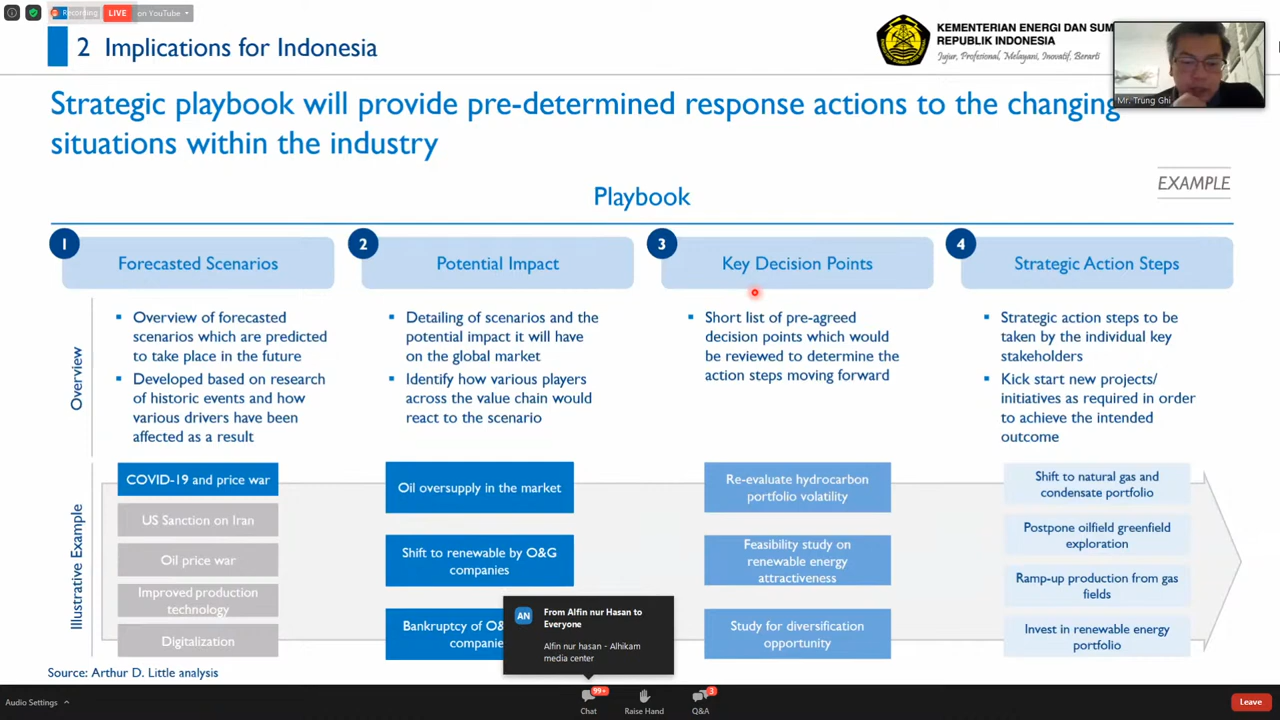 Recording
LIVE
on YouTube
2 Implications for Indonesia
KEMENTERIAN ENERGI DAN SUM
REPUBLIK INDONESIA
Jujur, Profesional, Melayani, Inovatif, Berarti
Mr. Trung Ghi
Strategic playbook will provide pre-determined response actions to the changing
situations within the industry
EXAMPLE
Playbook
1
Forecasted Scenarios
2
Potential Impact
3
Key Decision Points
4
Strategic Action Steps
Overview
▪ Overview of forecasted
scenarios which are predicted
to take place in the future
▪ Developed based on research
of historic events and how
various drivers have been
affected as a result
▪ Detailing of scenarios and the
potential impact it will have
on the global market
▪ Identify how various players
across the value chain would
react to the scenario
▪ Short list of pre-agreed
decision points which would
be reviewed to determine the
action steps moving forward
▪ Strategic action steps to be
taken by the individual key
stakeholders
▪ Kick start new projects/
initiatives as required in order
to achieve the intended
outcome
Illustrative Example
COVID-19 and price war
US Sanction on Iran
Oil price war
Improved production
technology
Digitalization
Oil oversupply in the market
Shift to renewable by O&G
companies
Bankruptcy of O&
companie
Re-evaluate hydrocarbon
portfolio volatility
Feasibility study on
renewable energy
attractiveness
Study for diversification
opportunity
Shift to natural gas and
condensate portfolio
Postpone oilfield greenfield
exploration
Ramp-up production from gas
fields
Invest in renewable energy
portfolio
AN
From Alfin nur Hasan to
Everyone
Alfin nur hasan - Alhikam
media center
Source: Arthur D. Little analysis
Audio Settings
99+
Chat
Raise Hand
3
Q&A
Leave